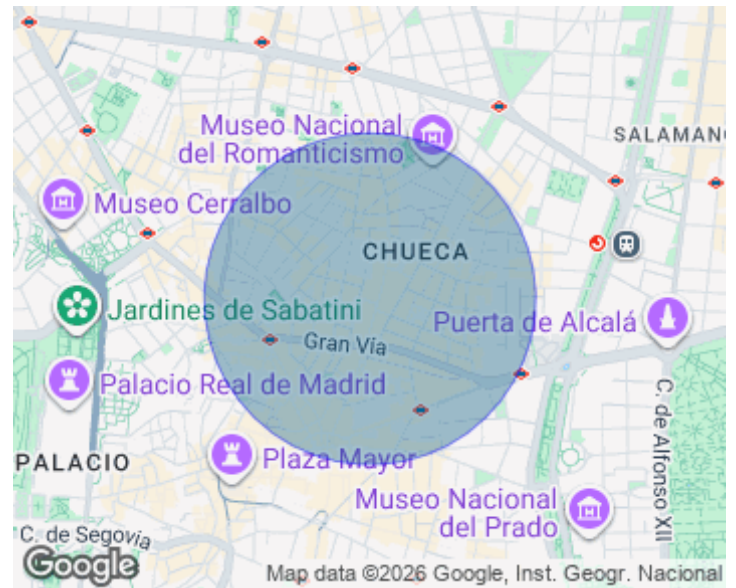 Museo Nacional
del Romanticismo
SALAMAN
Museo Cerralbo
CHUECA
Jardines de Sabatini
Puerta de Alcalá
Gran Vía
Palacio Real de Madrid
C. de Alfonso XII
PALACIO
Plaza Mayor
Museo Nacional
del Prado
C. de Segovia
Google
Map data ©2026 Google, Inst. Geogr. Nacional